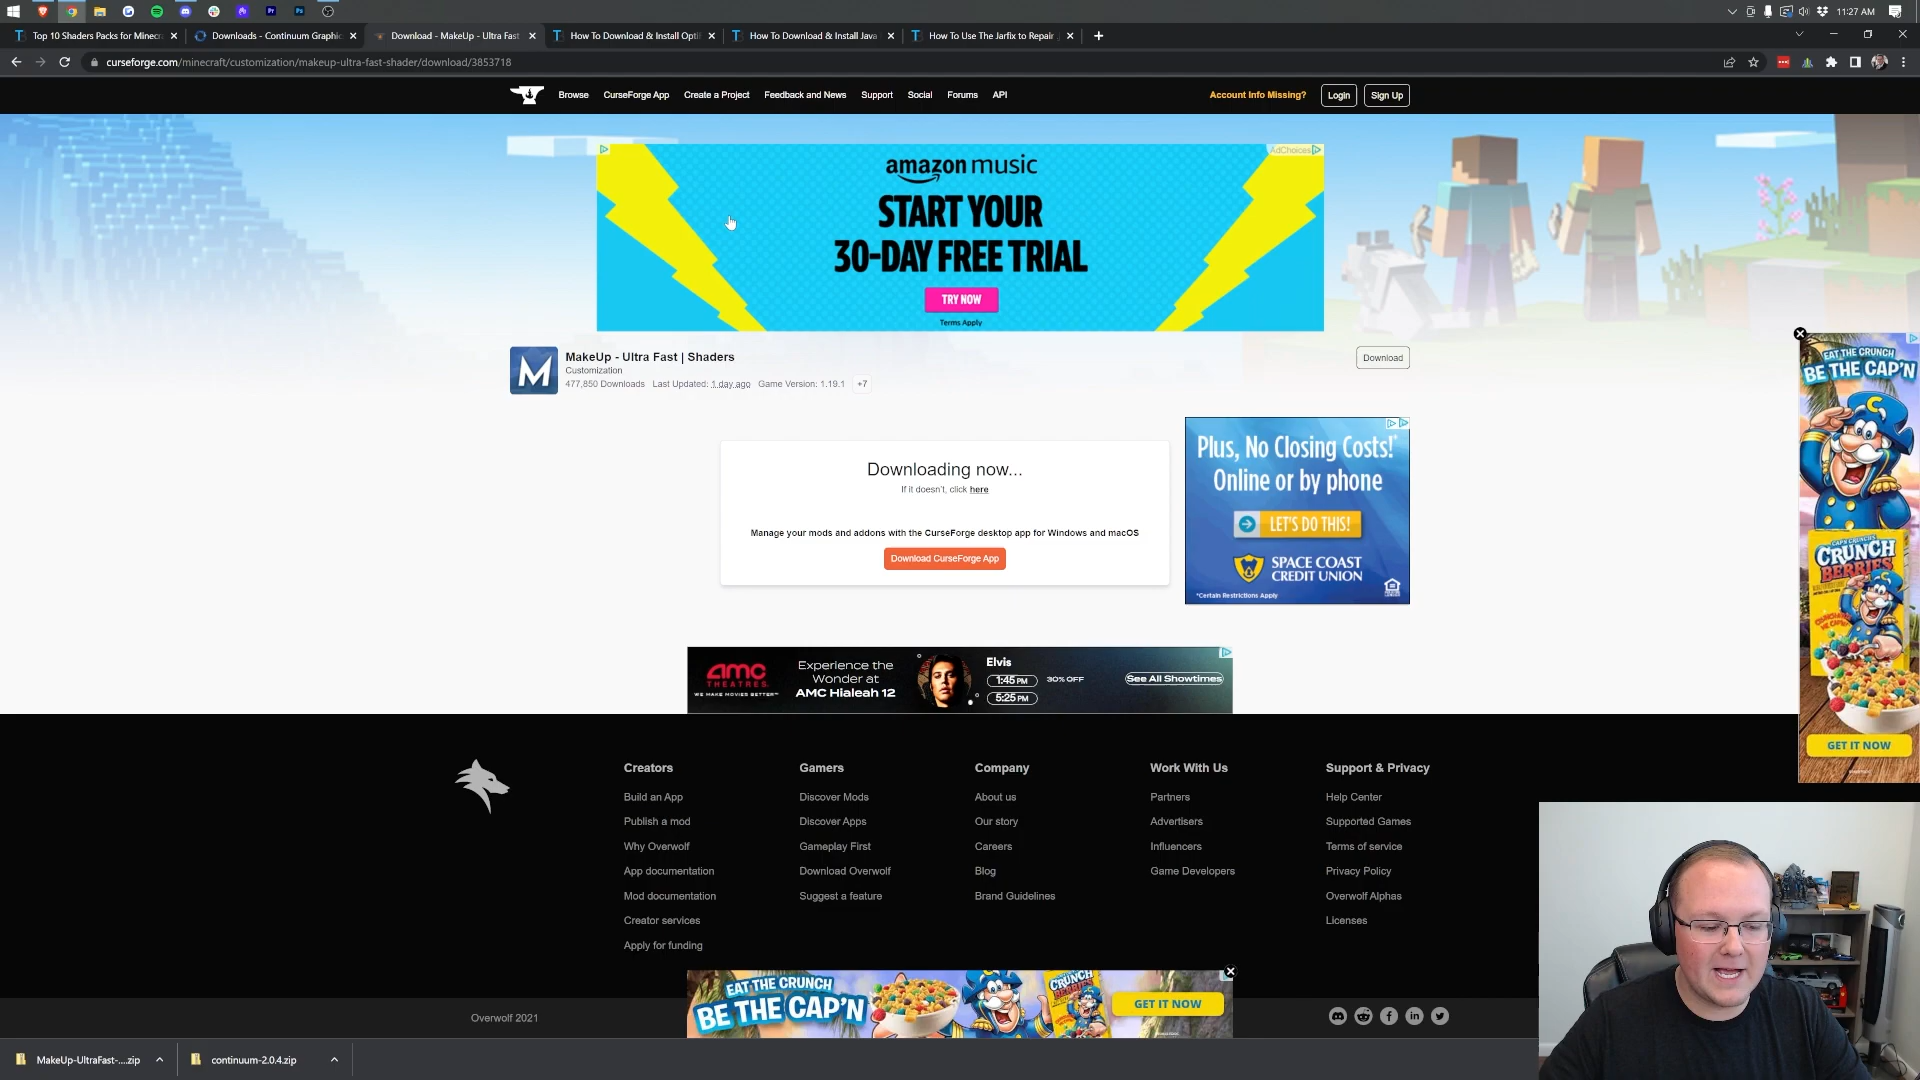 11:27 AM
Top 10 Shaders Packs for Minecr
Downloads - Continuum Graphic
Download - MakeUp - Ultra Fast
How To Download & Install Opti
How To Download & Install Java
How To Use The Jarfix to Repair
curseforge.com/minecraft/customization/makeup-ultra-fast-shader/download/3853718
Browse
CurseForge App
Create a Project
Feedback and News
Support
Social
Forums
API
Account Info Missing?
Login
Sign Up
AdChoices
amazon music
START YOUR
30-DAY FREE TRIAL
TRY NOW
Terms Apply
M
MakeUp - Ultra Fast | Shaders
Customization
477,850 Downloads Last Updated: 1 day ago Game Version: 1.19.1 +7
Download
Downloading now...
If it doesn't, click here
Manage your mods and addons with the CurseForge desktop app for Windows and macOS
Download CurseForge App
Plus, No Closing Costs!*
Online or by phone
LET'S DO THIS!
SPACE COAST
CREDIT UNION
*Certain Restrictions Apply
EAT THE CRUNCH
BE THE CAP'N
CAP'N CRUNCH'S
CRUNCH
BERRIES
GET IT NOW
amc
THEATRES
WE MAKE MOVIES BETTER™
Experience the
Wonder at
AMC Hialeah 12
Elvis
1:45 PM
5:25 PM
30% OFF
See All Showtimes
Creators
Build an App
Publish a mod
Why Overwolf
App documentation
Mod documentation
Creator services
Apply for funding
Gamers
Discover Mods
Discover Apps
Gameplay First
Download Overwolf
Suggest a feature
Company
About us
Our story
Careers
Blog
Brand Guidelines
Work With Us
Partners
Advertisers
Influencers
Game Developers
Support & Privacy
Help Center
Supported Games
Terms of service
Privacy Policy
Overwolf Alphas
Licenses
EAT THE CRUNCH
BE THE CAP'N
CRUNCH
BERRIES
GET IT NOW
Overwolf 2021
MakeUp-UltraFast-....zip
continuum-2.0.4.zip